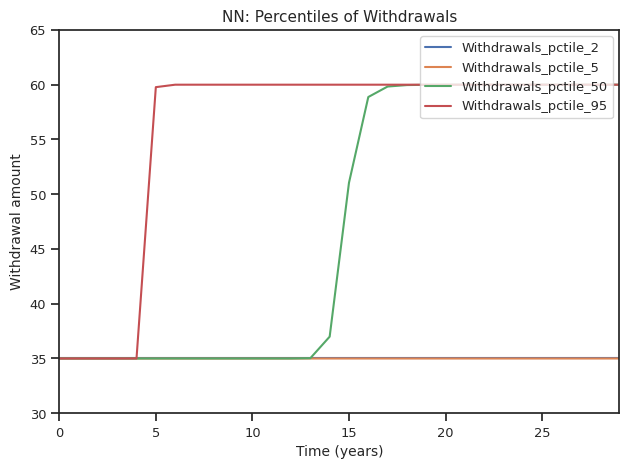 NN: Percentiles of Withdrawals
Withdrawals_pctile_2
Withdrawals_pctile_5
Withdrawals_pctile_50
Withdrawals_pctile_95
Withdrawal amount
65
60
55
50
45
40
35
30
0 5 10 15 20 25
Time (years)